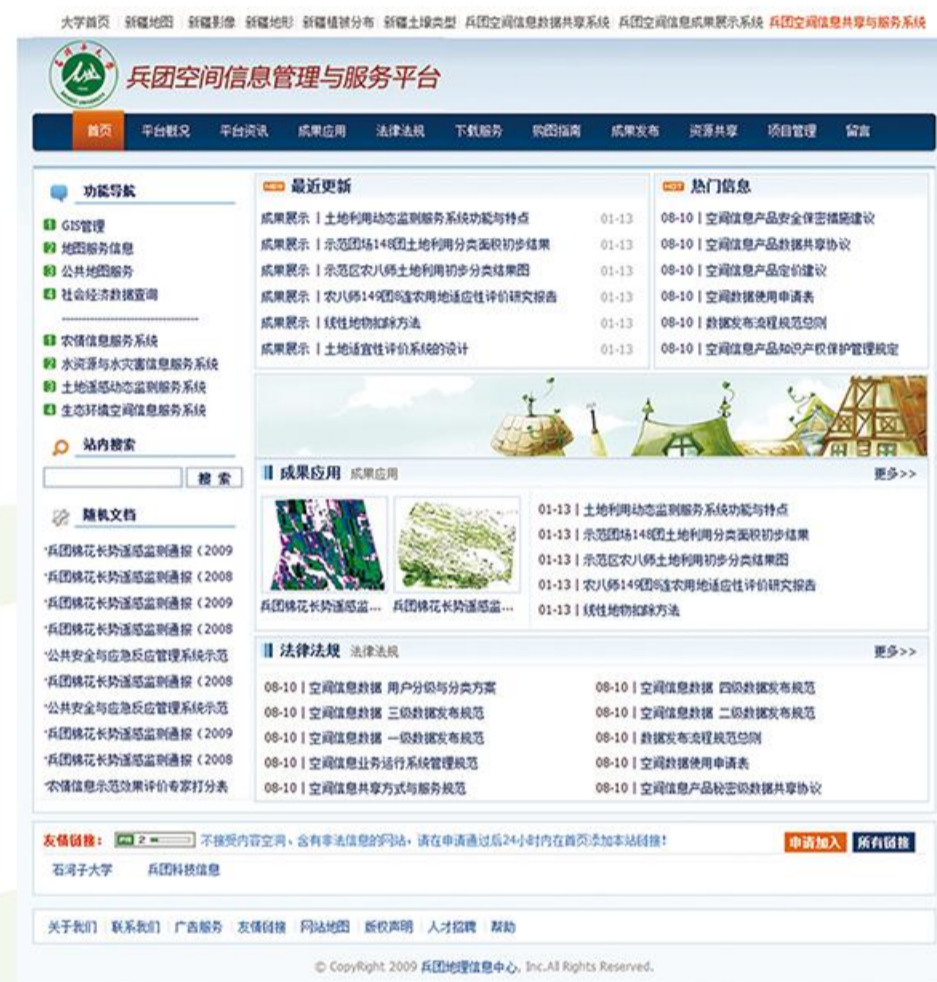 大学首页 新疆地图 新疆影像 新疆地形 新疆植被分布 新疆土壤类型 兵团空间信息数据共享系统 兵团空间信息成果展示系统 兵团空间信息共享与服务系统
兵团空间信息管理与服务平台
首页 平台概况 平台资讯 成果应用 法律法规 下载服务 购图指南 成果发布 资源共享 项目管理 留言
功能导航
1 GIS管理
2 地图服务信息
3 公共地图服务
4 社会经济数据查询
1 农情信息服务系统
2 水资源与水灾害信息服务系统
3 土地遥感动态监测服务系统
4 生态环境空间信息服务系统
站内搜索
搜 索
随机文档
·兵团棉花长势遥感监测通报（2009
·兵团棉花长势遥感监测通报（2008
·兵团棉花长势遥感监测通报（2009
·兵团棉花长势遥感监测通报（2008
·公共安全与应急反应管理系统示范
·兵团棉花长势遥感监测通报（2008
·公共安全与应急反应管理系统示范
·兵团棉花长势遥感监测通报（2009
·兵团棉花长势遥感监测通报（2008
·农情信息示范效果评价专家打分表
NEW 最近更新
成果展示 | 土地利用动态监测服务系统功能与特点 01-13
成果展示 | 示范团场148团土地利用分类面积初步结果 01-13
成果展示 | 示范区农八师土地利用初步分类结果图 01-13
成果展示 | 农八师149团6连农用地适应性评价研究报告 01-13
成果展示 | 线性地物扣除方法 01-13
成果展示 | 土地适宜性评价系统的设计 01-13
HOT 热门信息
08-10 | 空间信息产品安全保密措施建议
08-10 | 空间信息产品数据共享协议
08-10 | 空间信息产品定价建议
08-10 | 空间数据使用申请表
08-10 | 数据发布流程规范总则
08-10 | 空间信息产品知识产权保护管理规定
成果应用 成果应用 更多>>
兵团棉花长势遥感监... 兵团棉花长势遥感监...
01-13 | 土地利用动态监测服务系统功能与特点
01-13 | 示范团场148团土地利用分类面积初步结果
01-13 | 示范区农八师土地利用初步分类结果图
01-13 | 农八师149团6连农用地适应性评价研究报告
01-13 | 线性地物扣除方法
法律法规 法律法规 更多>>
08-10 | 空间信息数据 用户分级与分类方案 08-10 | 空间信息数据 四级数据发布规范
08-10 | 空间信息数据 三级数据发布规范 08-10 | 空间信息数据 二级数据发布规范
08-10 | 空间信息数据 一级数据发布规范 08-10 | 数据发布流程规范总则
08-10 | 空间信息业务运行系统管理规范 08-10 | 空间数据使用申请表
08-10 | 空间信息共享方式与服务规范 08-10 | 空间信息产品秘密级数据共享协议
友情链接： PR 2 不接受内容空洞、含有非法信息的网站，请在申请通过后24小时内在首页添加本站链接！ 申请加入 所有链接
石河子大学 兵团科技信息
关于我们 联系我们 广告服务 友情链接 网站地图 版权声明 人才招聘 帮助
© CopyRight 2009 兵团地理信息中心, Inc.All Rights Reserved.